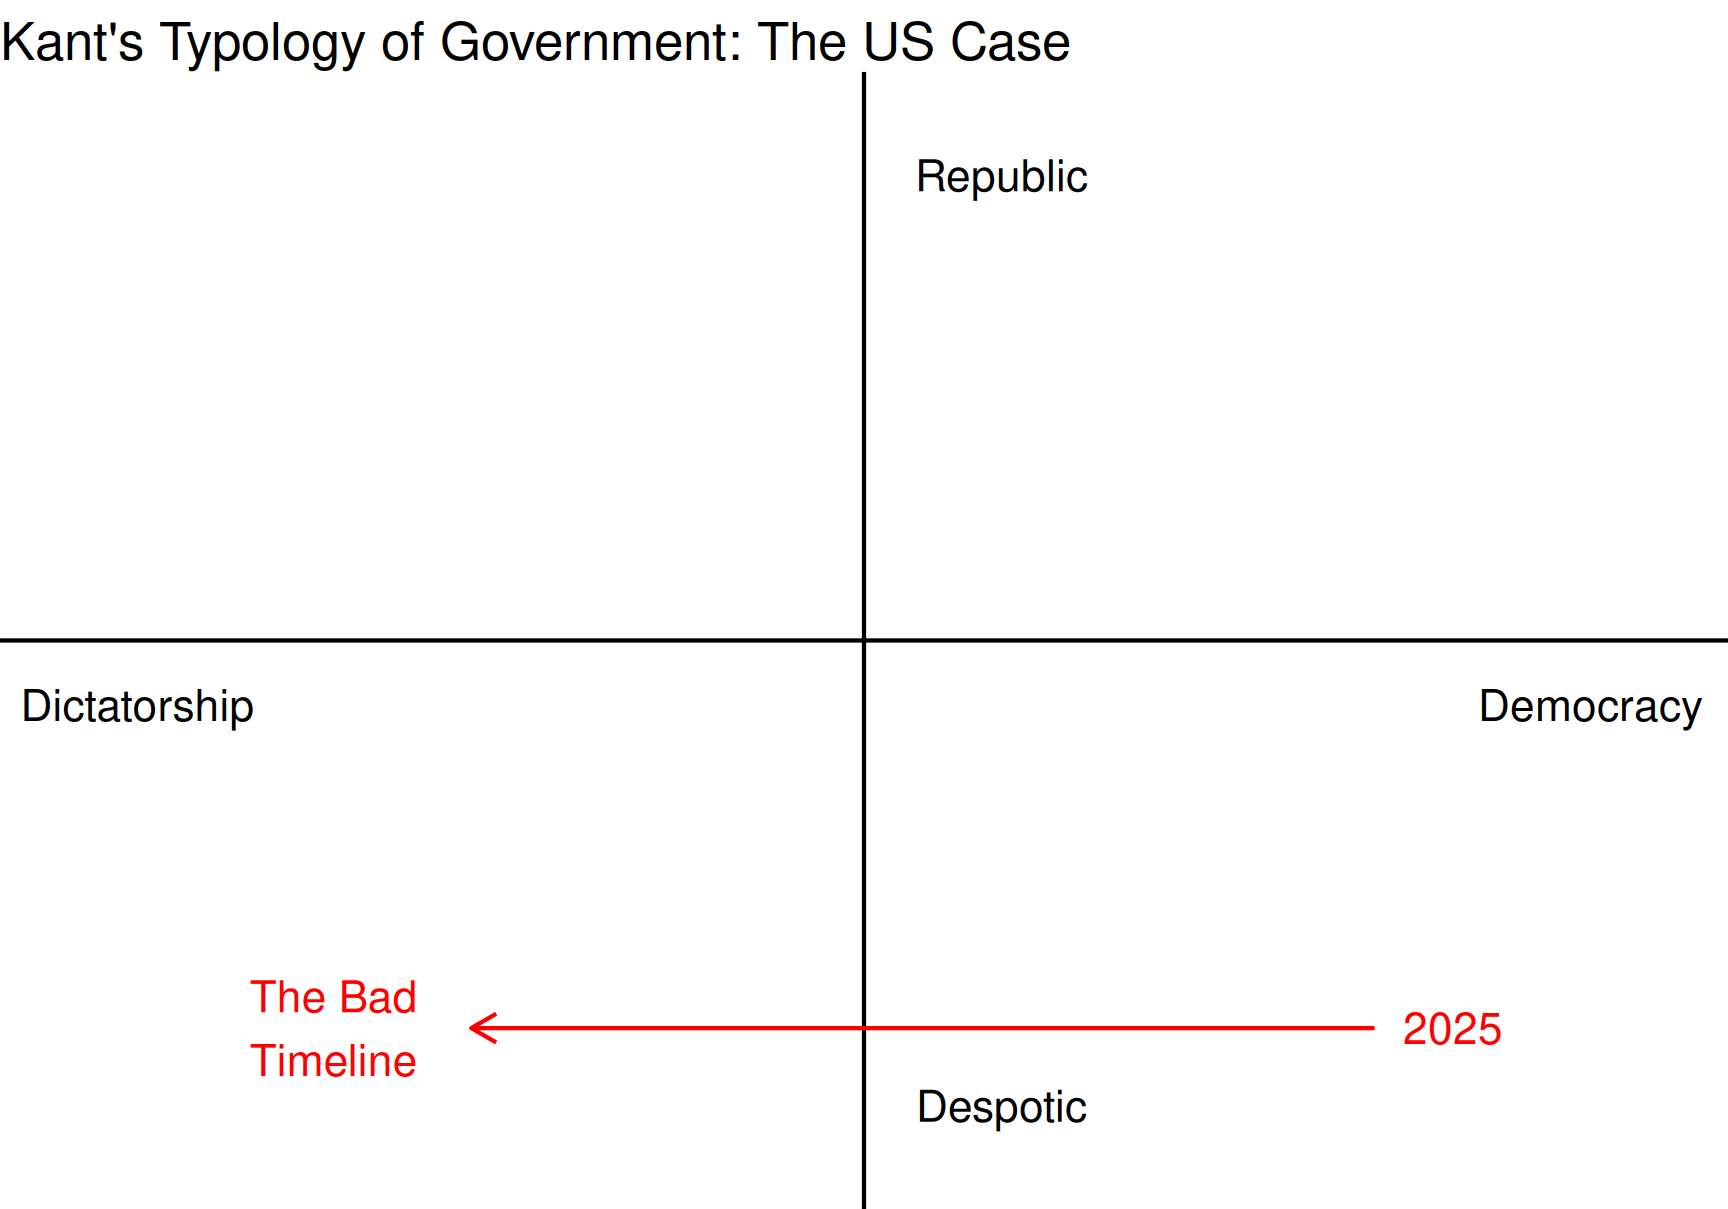 Kant's Typology of Government: The US Case
Republic
Dictatorship
Democracy
The Bad
Timeline
2025
Despotic